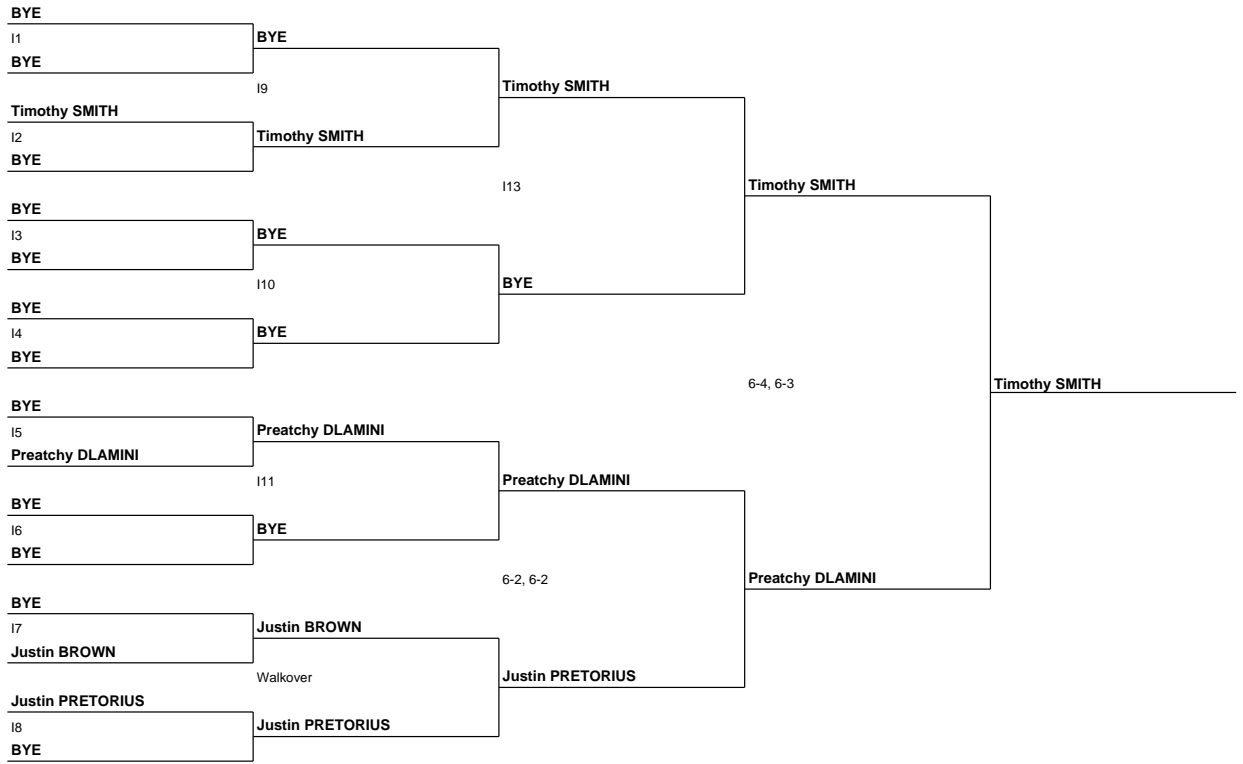 BYE
I1
BYE
BYE
I9
Timothy SMITH
Timothy SMITH
I2
Timothy SMITH
BYE
I13
Timothy SMITH
BYE
I3
BYE
BYE
I10
BYE
BYE
I4
BYE
BYE
6-4, 6-3
Timothy SMITH
BYE
I5
Preatchy DLAMINI
Preatchy DLAMINI
I11
Preatchy DLAMINI
BYE
I6
BYE
BYE
6-2, 6-2
Preatchy DLAMINI
BYE
I7
Justin BROWN
Justin BROWN
Walkover
Justin PRETORIUS
Justin PRETORIUS
I8
Justin PRETORIUS
BYE